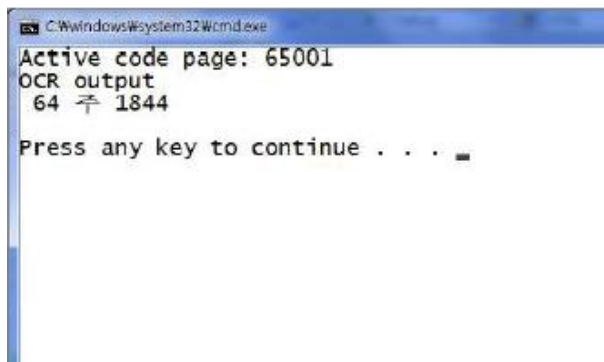 C:₩windows₩system32₩cmd.exe
Active code page: 65001
OCR output
64 주 1844
Press any key to continue . . .